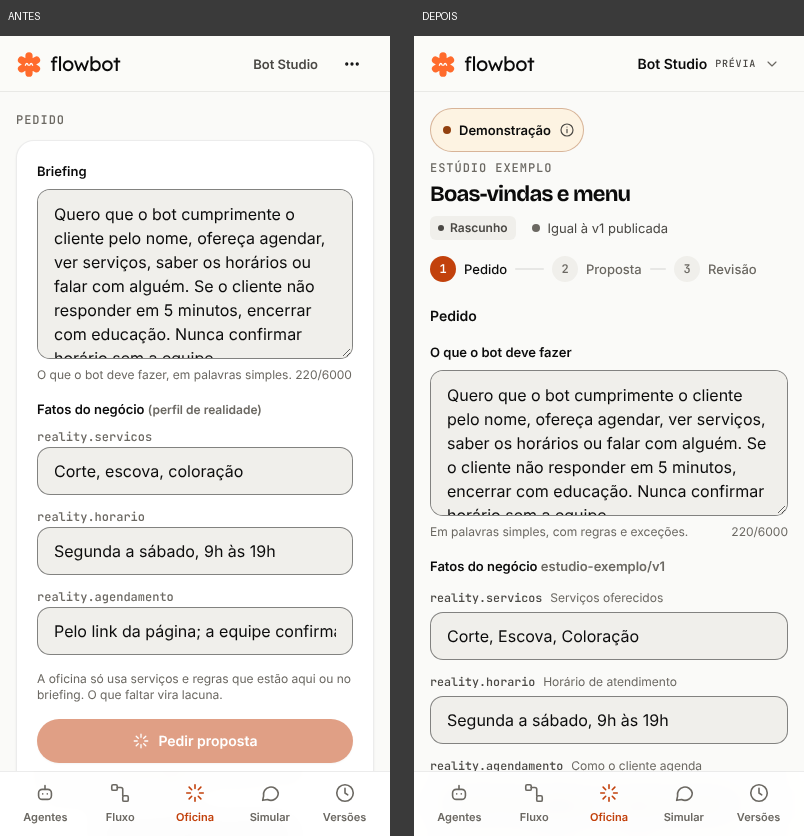 ANTES
flowbot
Bot Studio
PEDIDO
Briefing
Quero que o bot cumprimente o
cliente pelo nome, ofereça agendar,
ver serviços, saber os horários ou
falar com alguém. Se o cliente não
responder em 5 minutos, encerrar
com educação. Nunca confirmar
horário sem a equipe
O que o bot deve fazer, em palavras simples. 220/6000
Fatos do negócio (perfil de realidade)
reality.servicos
Corte, escova, coloração
reality.horario
Segunda a sábado, 9h às 19h
reality.agendamento
Pelo link da página; a equipe confirma
A oficina só usa serviços e regras que estão aqui ou no
briefing. O que faltar vira lacuna.
Pedir proposta
Agentes
Fluxo
Oficina
Simular
Versões
DEPOIS
flowbot
Bot Studio PRÉVIA
Demonstração
ESTÚDIO EXEMPLO
Boas-vindas e menu
Rascunho
Igual à v1 publicada
1 Pedido
2 Proposta
3 Revisão
Pedido
O que o bot deve fazer
Quero que o bot cumprimente o cliente
pelo nome, ofereça agendar, ver serviços,
saber os horários ou falar com alguém. Se
o cliente não responder em 5 minutos,
encerrar com educação. Nunca confirmar
horário sem a equipe
Em palavras simples, com regras e exceções.
220/6000
Fatos do negócio estudio-exemplo/v1
reality.servicos Serviços oferecidos
Corte, Escova, Coloração
reality.horario Horário de atendimento
Segunda a sábado, 9h às 19h
reality.agendamento Como o cliente agenda
Agentes
Fluxo
Oficina
Simular
Versões